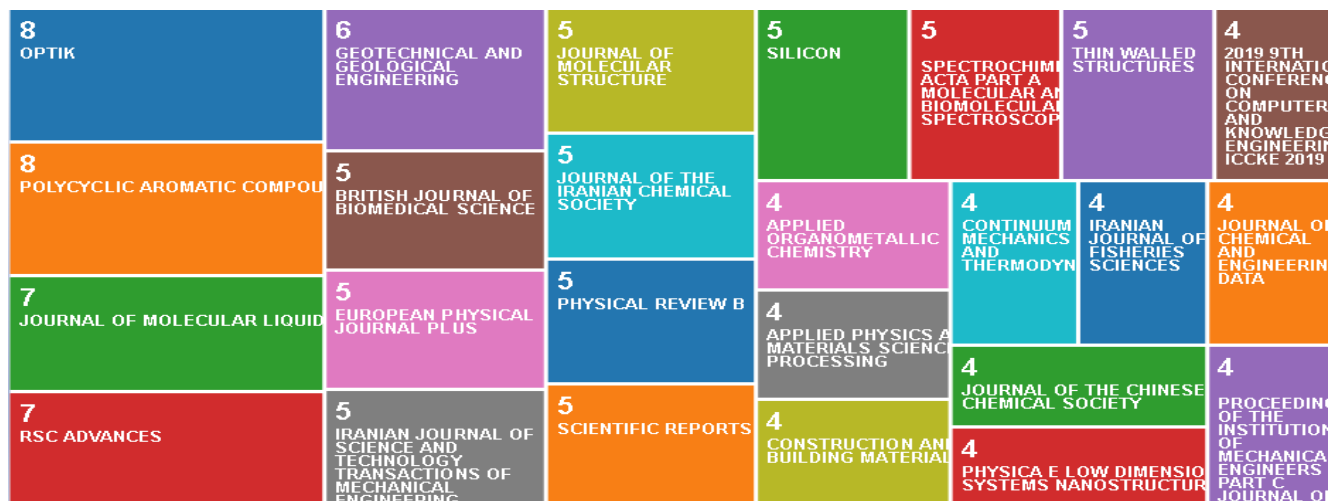 8
OPTIK
8
POLYCYCLIC AROMATIC COMPOU
7
JOURNAL OF MOLECULAR LIQUID
7
RSC ADVANCES
6
GEOTECHNICAL AND
GEOLOGICAL
ENGINEERING
5
BRITISH JOURNAL OF
BIOMEDICAL SCIENCE
5
EUROPEAN PHYSICAL
JOURNAL PLUS
5
IRANIAN JOURNAL OF
SCIENCE AND
TECHNOLOGY
TRANSACTIONS OF
MECHANICAL
ENGINEERING
5
JOURNAL OF
MOLECULAR
STRUCTURE
5
JOURNAL OF THE
IRANIAN CHEMICAL
SOCIETY
5
PHYSICAL REVIEW B
5
SCIENTIFIC REPORTS
5
SILICON
5
SPECTROCHIMI
ACTA PART A
MOLECULAR AN
BIOMOLECULAR
SPECTROSCOP
5
THIN WALLED
STRUCTURES
4
2019 9TH
INTERNATIO
CONFERENC
ON
COMPUTER
AND
KNOWLEDG
ENGINEERIN
ICCKE 2019
4
APPLIED
ORGANOMETALLIC
CHEMISTRY
4
APPLIED PHYSICS A
MATERIALS SCIENC
PROCESSING
4
CONSTRUCTION AN
BUILDING MATERIAL
4
CONTINUUM
MECHANICS
AND
THERMODYN
4
IRANIAN
JOURNAL OF
FISHERIES
SCIENCES
4
JOURNAL OF
CHEMICAL
AND
ENGINEERIN
DATA
4
JOURNAL OF THE CHINESE
CHEMICAL SOCIETY
4
PHYSICA E LOW DIMENSIO
SYSTEMS NANOSTRUCTUR
4
PROCEEDING
OF THE
INSTITUTION
OF
MECHANICA
ENGINEERS
PART C
JOURNAL OF